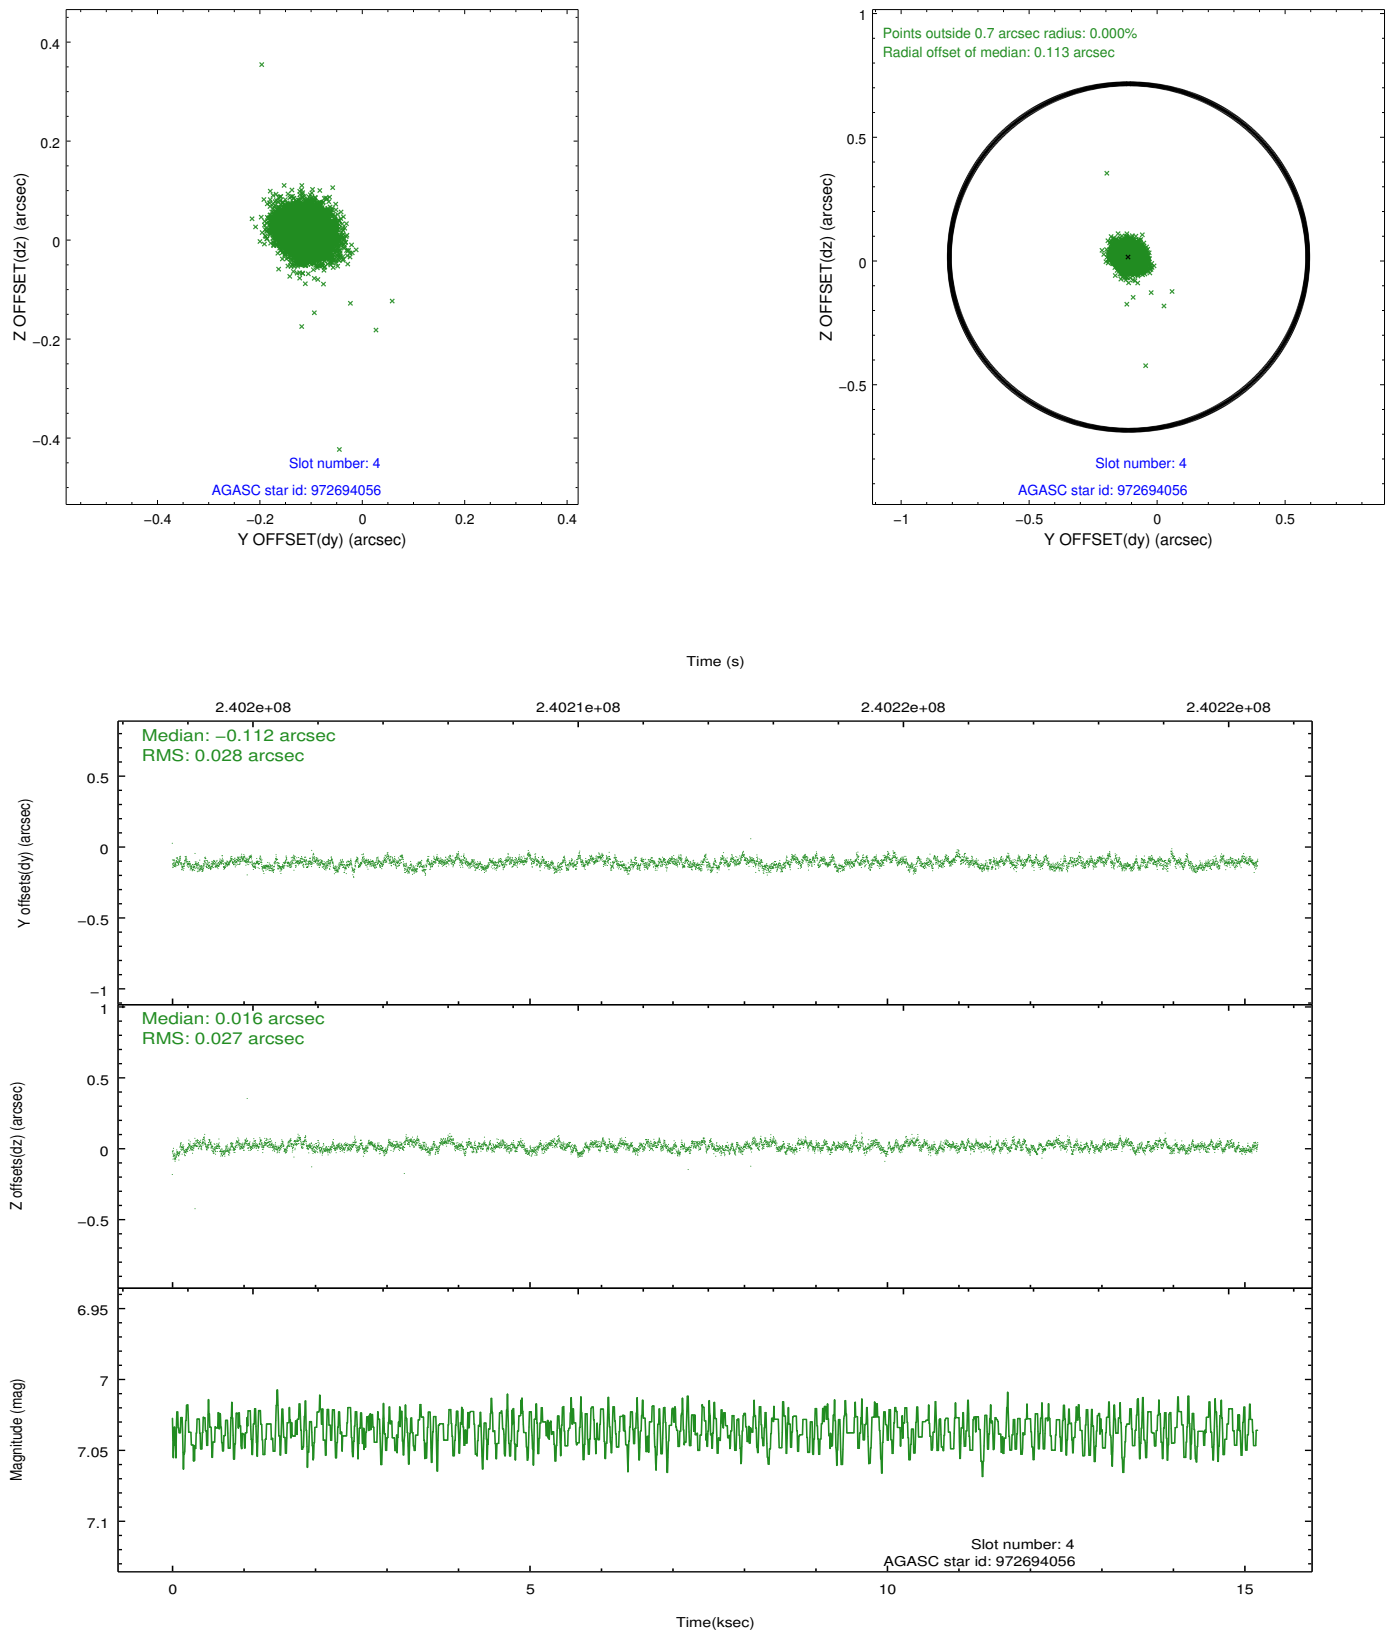 0.4
0.2
0
−0.2
−0.4
Z OFFSET(dz) (arcsec)
Slot number: 4
AGASC star id: 972694056
−0.4 −0.2 0 0.2 0.4
Y OFFSET(dy) (arcsec)
Points outside 0.7 arcsec radius: 0.000%
Radial offset of median: 0.113 arcsec
1
0.5
0
−0.5
Z OFFSET(dz) (arcsec)
Slot number: 4
AGASC star id: 972694056
−1 −0.5 0 0.5
Y OFFSET(dy) (arcsec)
Time (s)
2.402e+08 2.4021e+08 2.4022e+08 2.4022e+08
Median: −0.112 arcsec
RMS: 0.028 arcsec
0.5
0
−0.5
−1
Y offsets(dy) (arcsec)
Median: 0.016 arcsec
RMS: 0.027 arcsec
1
0.5
0
−0.5
Z offsets(dz) (arcsec)
6.95
7
7.05
7.1
Magnitude (mag)
Slot number: 4
AGASC star id: 972694056
0 5 10 15
Time(ksec)